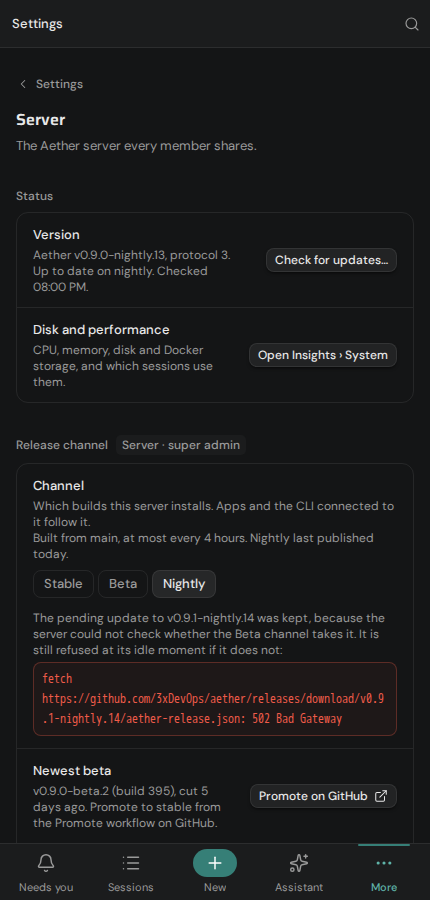 Settings
Settings
Server
The Aether server every member shares.
Status
Version
Aether v0.9.0-nightly.13, protocol 3.
Up to date on nightly. Checked
08:00 PM.
Check for updates…
Disk and performance
CPU, memory, disk and Docker
storage, and which sessions use
them.
Open Insights › System
Release channel
Server · super admin
Channel
Which builds this server installs. Apps and the CLI connected to
it follow it.
Built from main, at most every 4 hours. Nightly last published
today.
Stable
Beta
Nightly
The pending update to v0.9.1-nightly.14 was kept, because the
server could not check whether the Beta channel takes it. It is
still refused at its idle moment if it does not:
fetch
https://github.com/3xDevOps/aether/releases/download/v0.9
.1-nightly.14/aether-release.json: 502 Bad Gateway
Newest beta
v0.9.0-beta.2 (build 395), cut 5
days ago. Promote to stable from
the Promote workflow on GitHub.
Promote on GitHub
Needs you
Sessions
New
Assistant
More